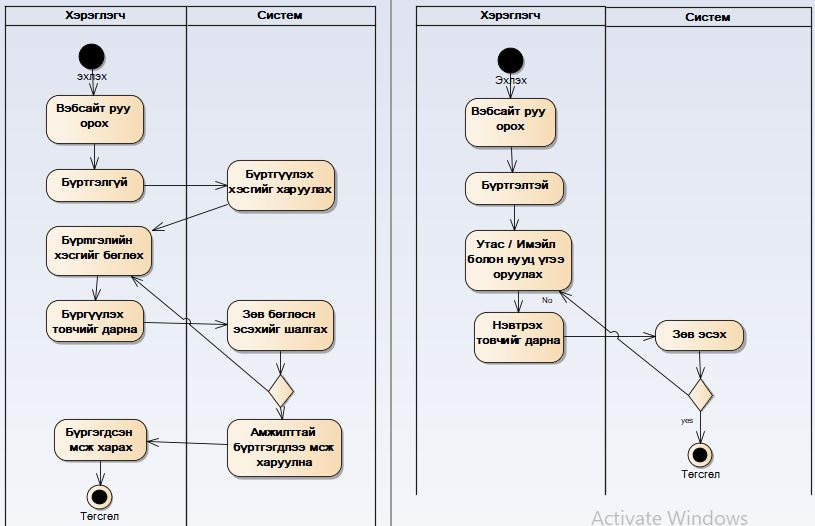 Хэрэглэгч
Систем
эхлэх
Вэбсайт руу
орох
Бүртгэлгүй
Бүртгүүлэх
хэсгийг харуулах
Бүртгэлийн
хэсгийг бөглөх
Бүргүүлэх
товчийг дарна
Зөв бөглөсн
эсэхийг шалгах
Амжилттай
бүртгэгдлээ мсж
харуулна
Бүргэгдсэн
мсж харах
Төгсгөл
Хэрэглэгч
Систем
Эхлэх
Вэбсайт руу
орох
Бүртгэлтэй
Утас / Имэйл
болон нууц үгээ
оруулах
No
Нэвтрэх
товчийг дарна
Зөв эсэх
yes
Төгсгөл
Activate Windows